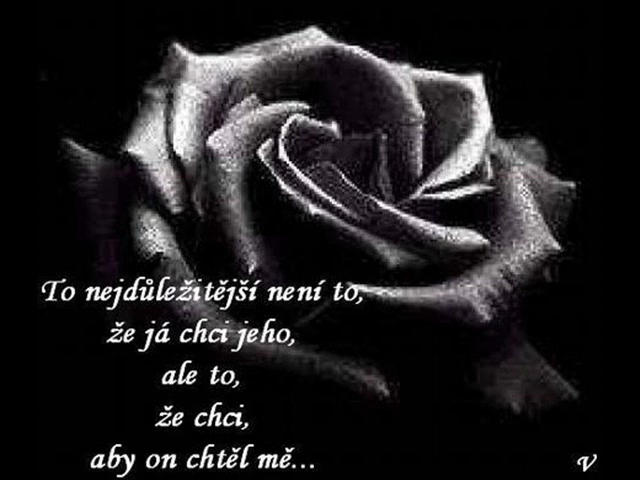 To nejdůležitější není to,
že já chci jeho,
ale to,
že chci,
aby on chtěl mě...
v